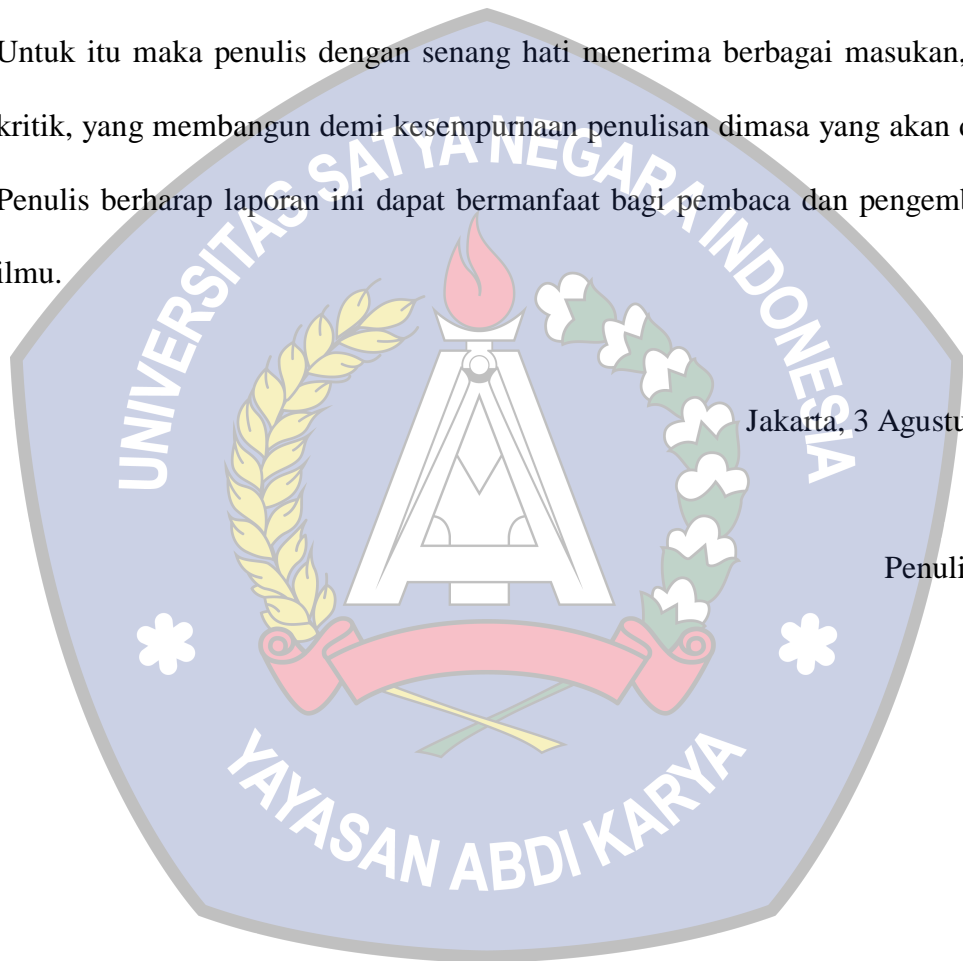 Untuk itu maka penulis dengan senang hati menerima berbagai masukan,
kritik, yang membangun demi kesempurnaan penulisan dimasa yang akan
Penulis berharap laporan ini dapat bermanfaat bagi pembaca dan
ilmu.
Jakarta, 3
UNIVERSITAS SATYA NEGARA INDONESIA
YAYASAN ABDI KARYA